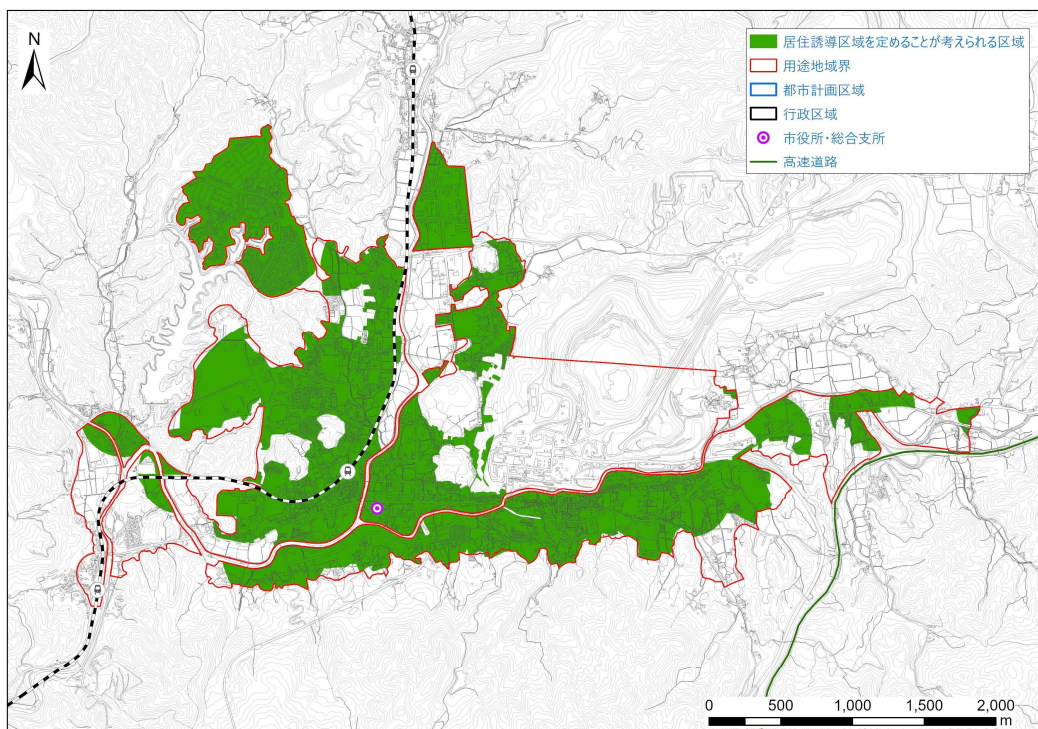 N
居住誘導区域を定めることが考えられる区域
用途地域界
都市計画区域
行政区域
市役所・総合支所
高速道路
0 500 1,000 1,500 2,000
m